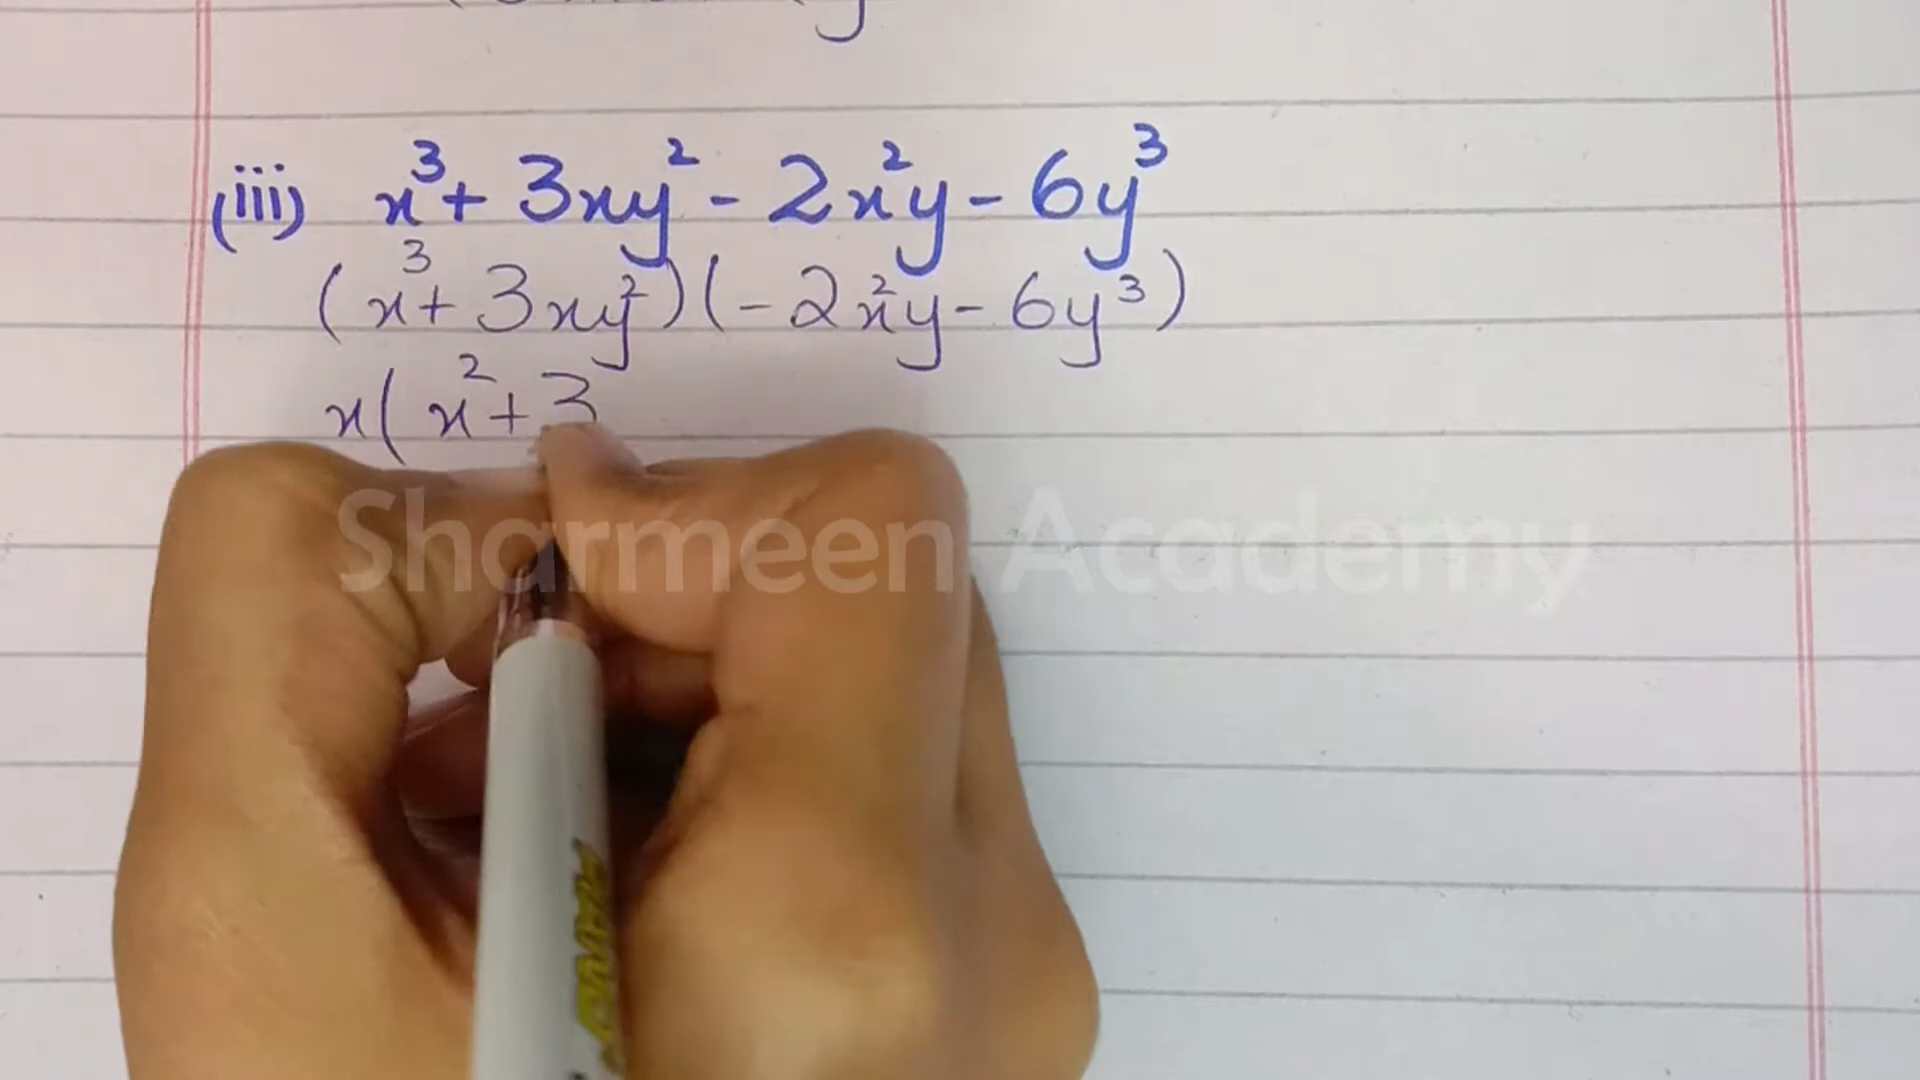 (iii) x³ + 3xy² - 2x²y - 6y³
(x³ + 3xy²)(-2x²y - 6y³)
x(x² + 3
Sharmeen Academy